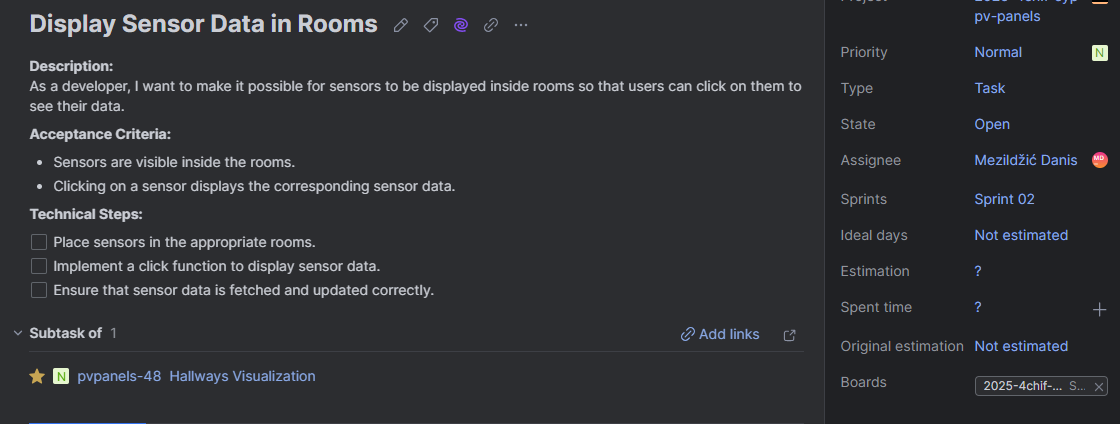 Display Sensor Data in Rooms
Description:
As a developer, I want to make it possible for sensors to be displayed inside rooms so that users can click on them to
see their data.
Acceptance Criteria:
• Sensors are visible inside the rooms.
• Clicking on a sensor displays the corresponding sensor data.
Technical Steps:
Place sensors in the appropriate rooms.
Implement a click function to display sensor data.
Ensure that sensor data is fetched and updated correctly.
Subtask of 1
Add links
N pvpanels-48 Hallways Visualization
pv-panels
Priority Normal N
Type Task
State Open
Assignee Mezildžić Danis MD
Sprints Sprint 02
Ideal days Not estimated
Estimation ?
Spent time ?
Original estimation Not estimated
Boards 2025-4chif-... S...